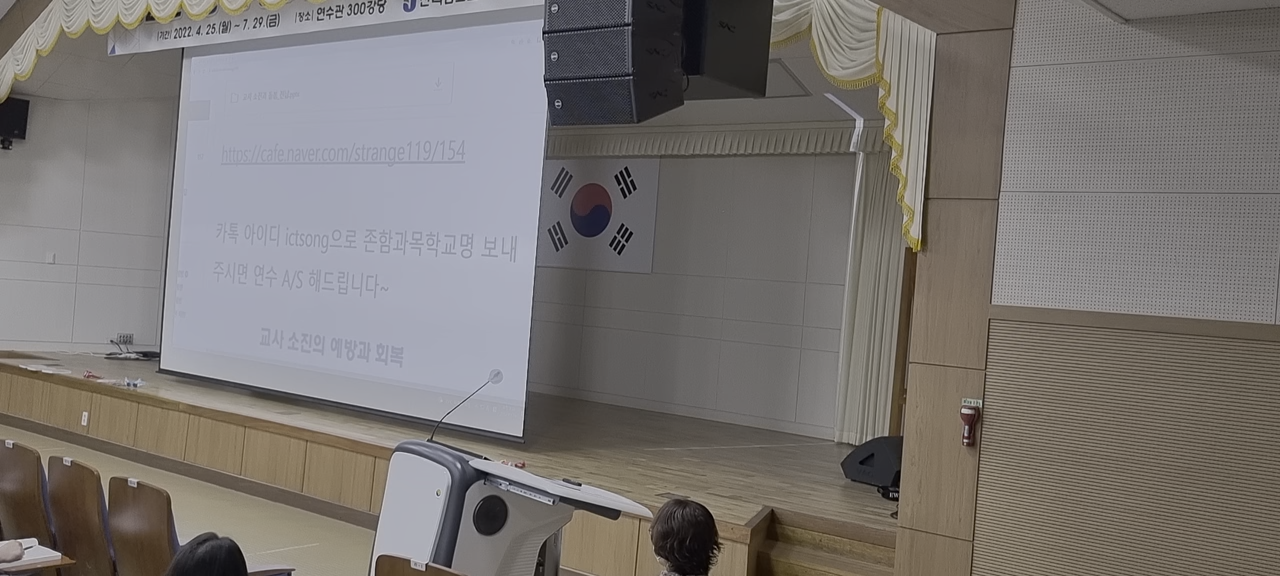 (기간) 2022. 4. 25.(월) ~ 7. 29.(금) (장소) 연수관 300강당
https://cafe.naver.com/strange119/154
카톡 아이디 ictsong으로 존함과목학교명 보내
주시면 연수 A/S 해드립니다~
교사 소진의 예방과 회복